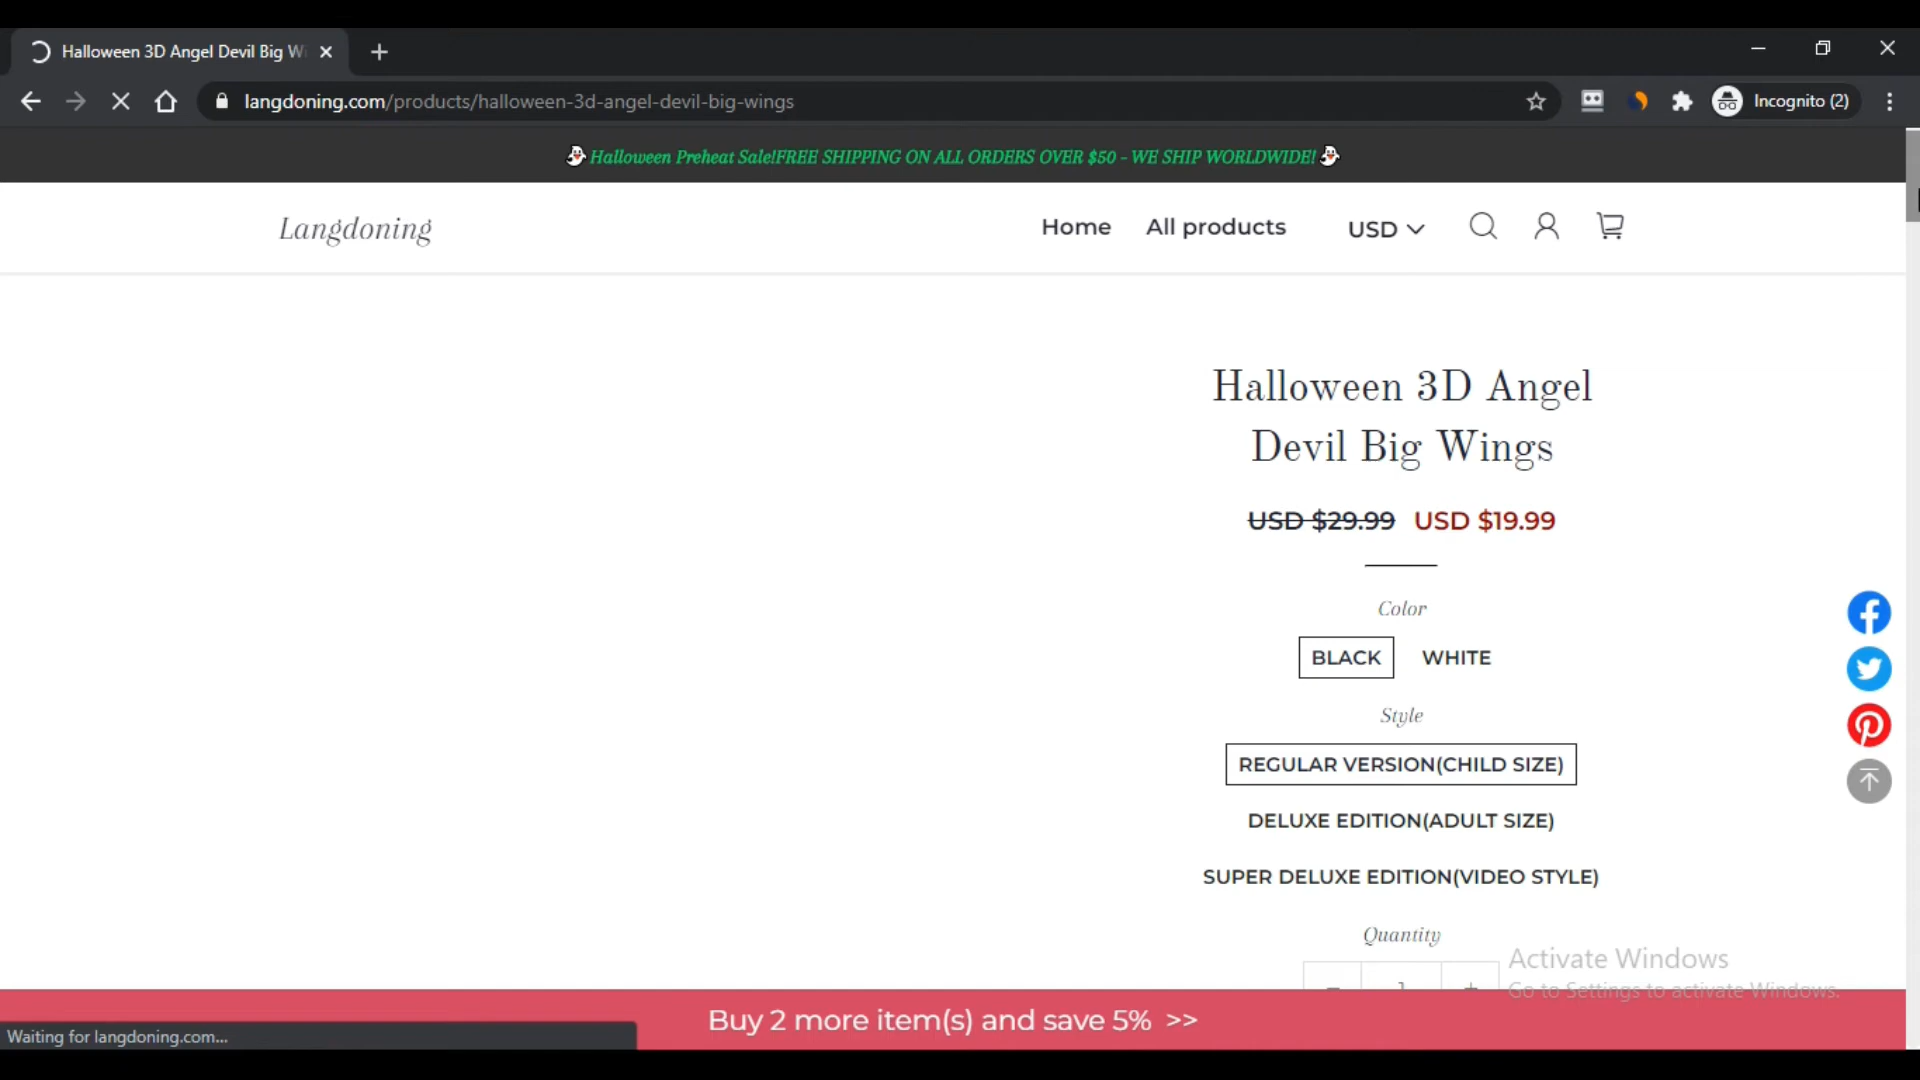 Halloween 3D Angel Devil Big Wi
langdoning.com/products/halloween-3d-angel-devil-big-wings
Incognito (2)
Halloween Preheat Sale!FREE SHIPPING ON ALL ORDERS OVER $50 - WE SHIP WORLDWIDE!
Langdoning
Home
All products
USD
Halloween 3D Angel
Devil Big Wings
USD $29.99 USD $19.99
Color
BLACK
WHITE
Style
REGULAR VERSION(CHILD SIZE)
DELUXE EDITION(ADULT SIZE)
SUPER DELUXE EDITION(VIDEO STYLE)
Quantity
- 1 +
Activate Windows
Go to Settings to activate Windows.
Buy 2 more item(s) and save 5% >>
Waiting for langdoning.com...